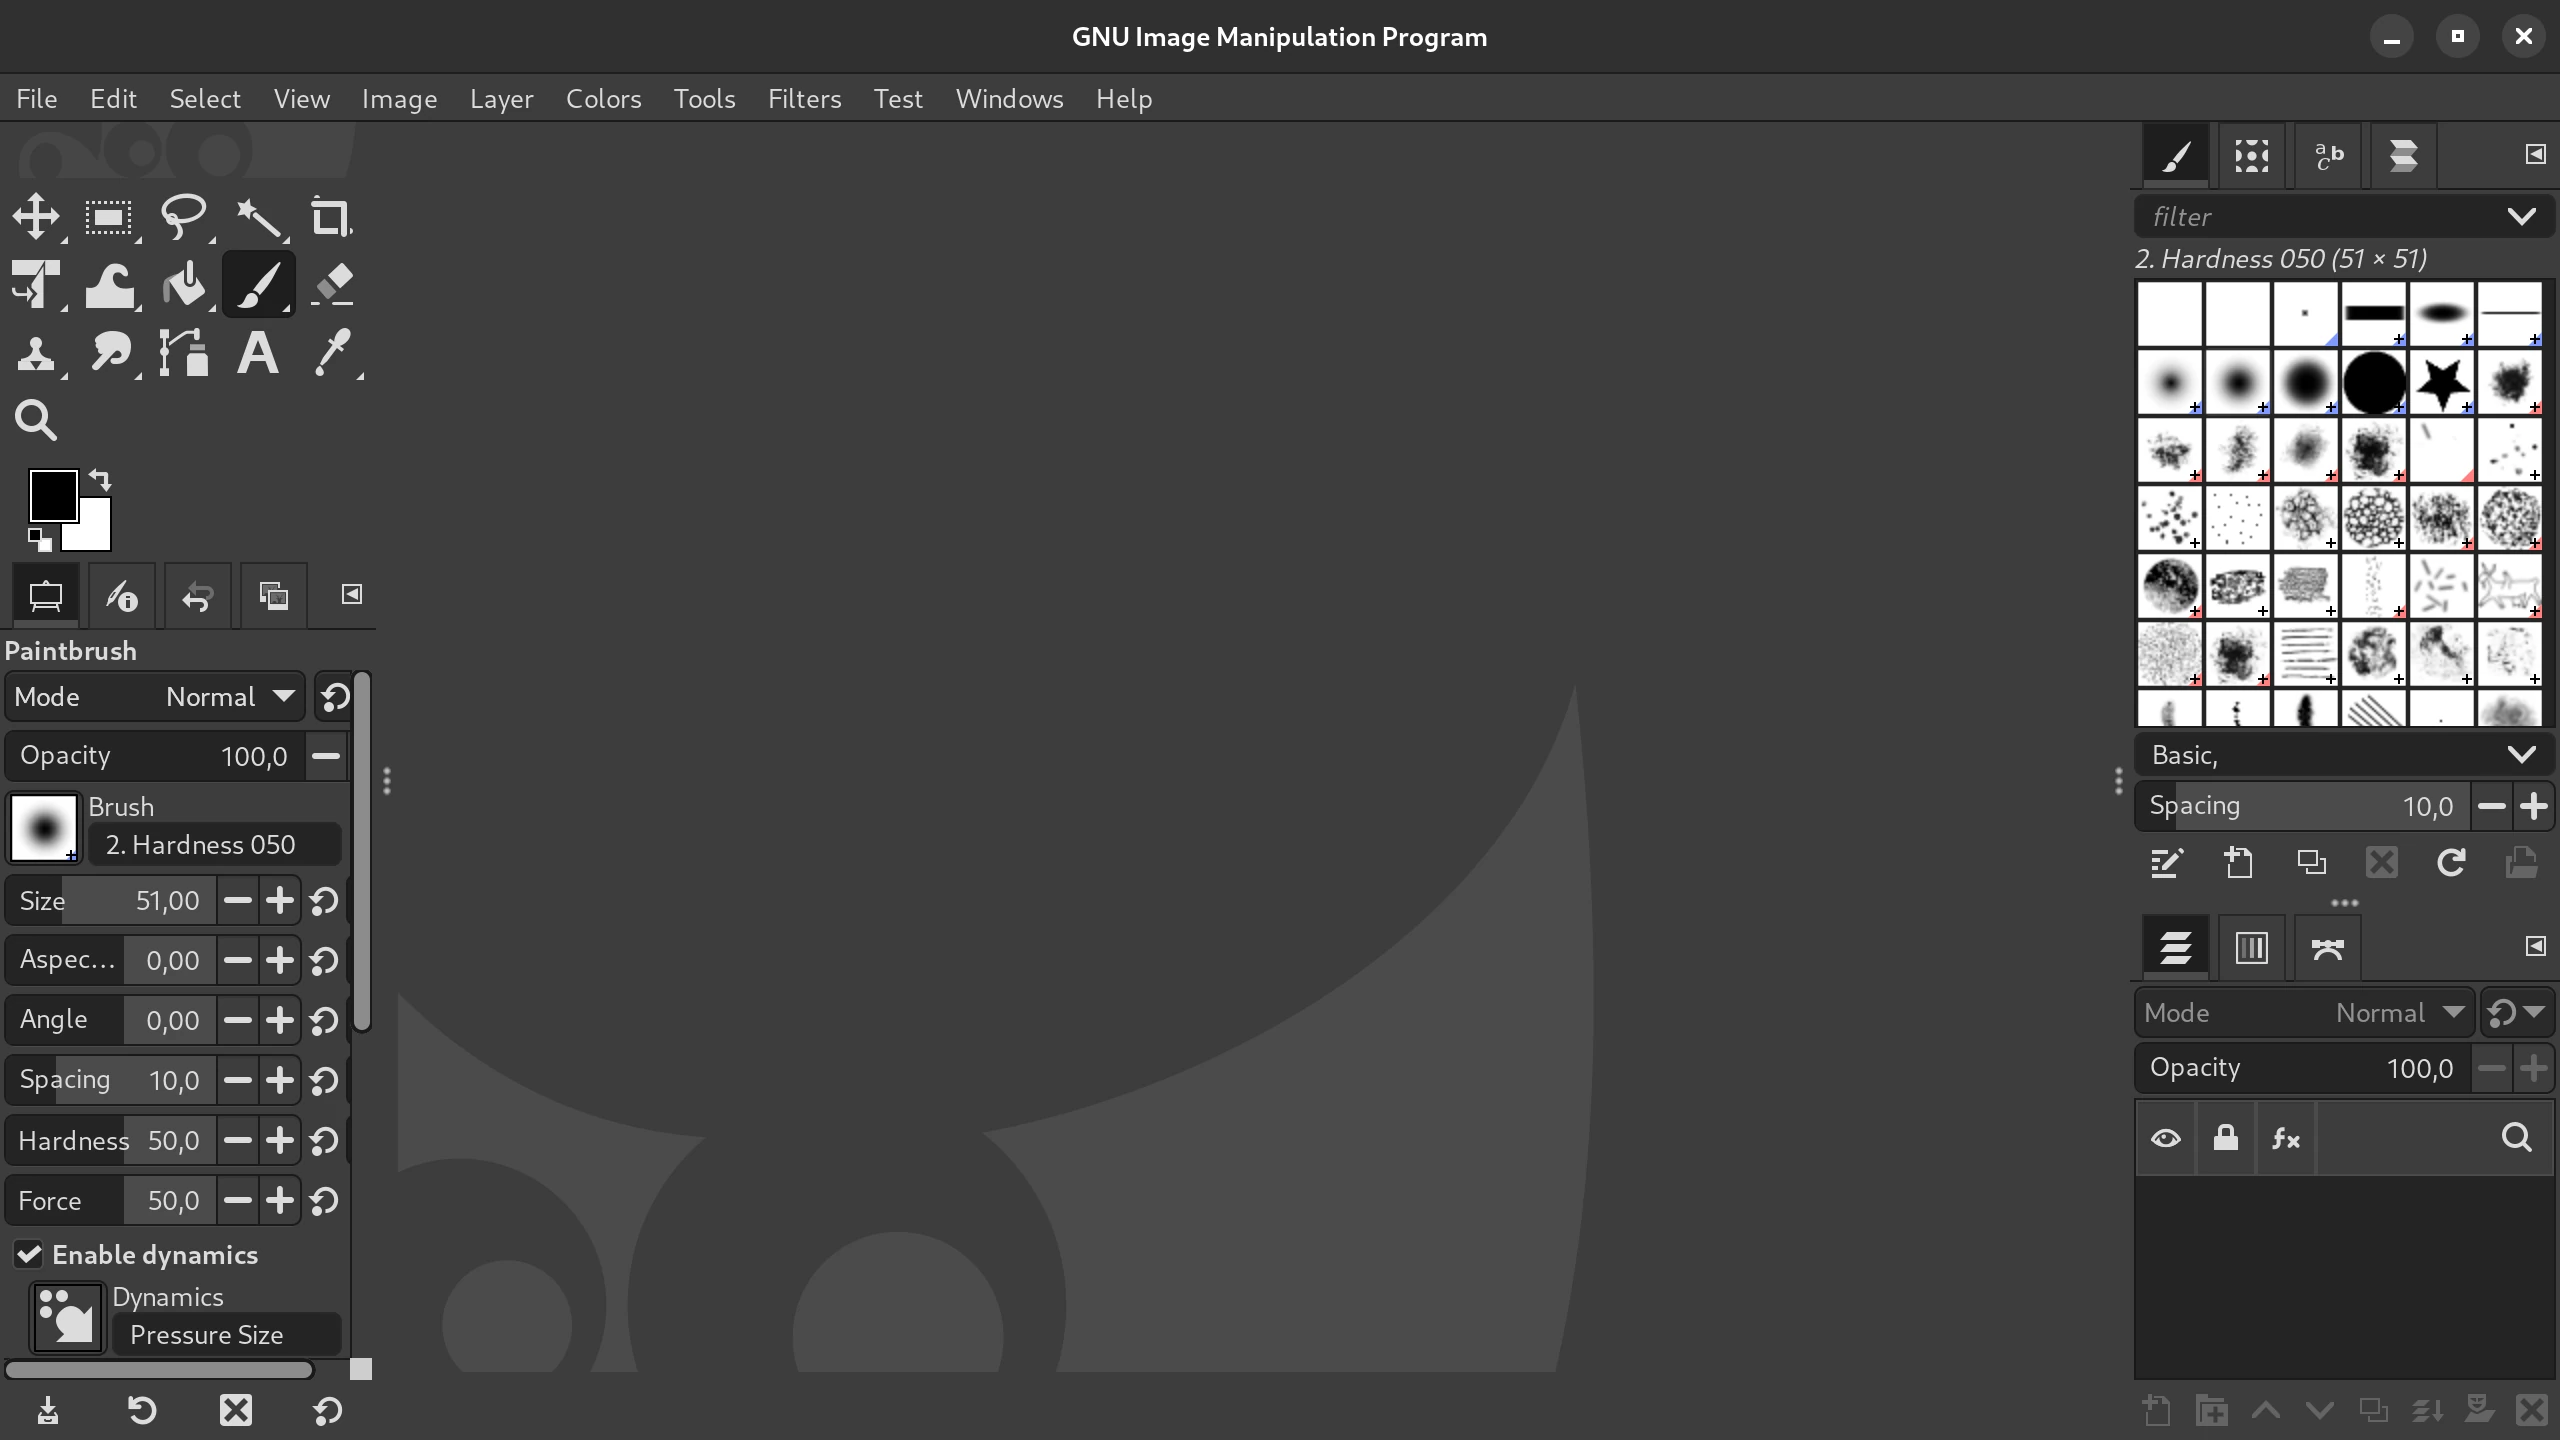 GNU Image Manipulation Program
File Edit Select View Image Layer Colors Tools Filters Test Windows Help
Paintbrush
Mode Normal
Opacity 100,0
Brush
2. Hardness 050
Size 51,00
Aspec... 0,00
Angle 0,00
Spacing 10,0
Hardness 50,0
Force 50,0
Enable dynamics
Dynamics
Pressure Size
filter
2. Hardness 050 (51 × 51)
Basic,
Spacing 10,0
Mode Normal
Opacity 100,0
fx